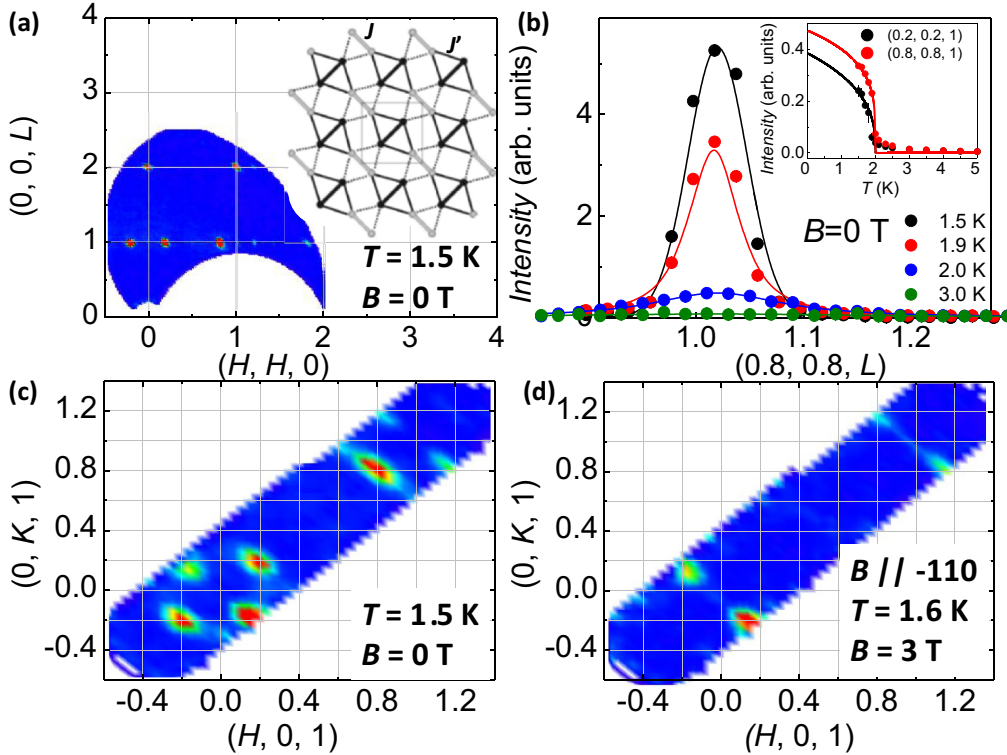 (a)
4
3
2
1
0
(0, 0, L)
J
J'
T = 1.5 K
B = 0 T
0
1
2
3
4
(H, H, 0)
(b)
Intensity (arb. units)
4
2
0
Intensity (arb. units)
0.4
0.2
0.0
(0.2, 0.2, 1)
(0.8, 0.8, 1)
0
1
2
3
4
5
T (K)
B=0 T
1.5 K
1.9 K
2.0 K
3.0 K
1.0
1.1
1.2
(0.8, 0.8, L)
(c)
1.2
0.8
0.4
0.0
-0.4
(0, K, 1)
T = 1.5 K
B = 0 T
-0.4
0.0
0.4
0.8
1.2
(H, 0, 1)
(d)
1.2
0.8
0.4
0.0
-0.4
(0, K, 1)
B // -110
T = 1.6 K
B = 3 T
-0.4
0.0
0.4
0.8
1.2
(H, 0, 1)